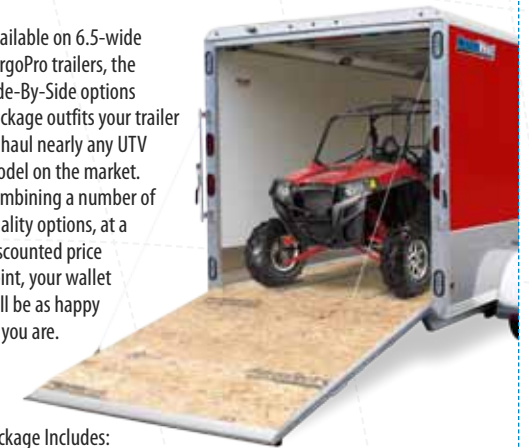 ailable on 6.5-wide
rgoPro trailers, the
de-By-Side options
ckage outfits your trailer
haul nearly any UTV
odel on the market.
mbining a number of
ality options, at a
scounted price
int, your wallet
ll be as happy
you are.
ckage Includes: